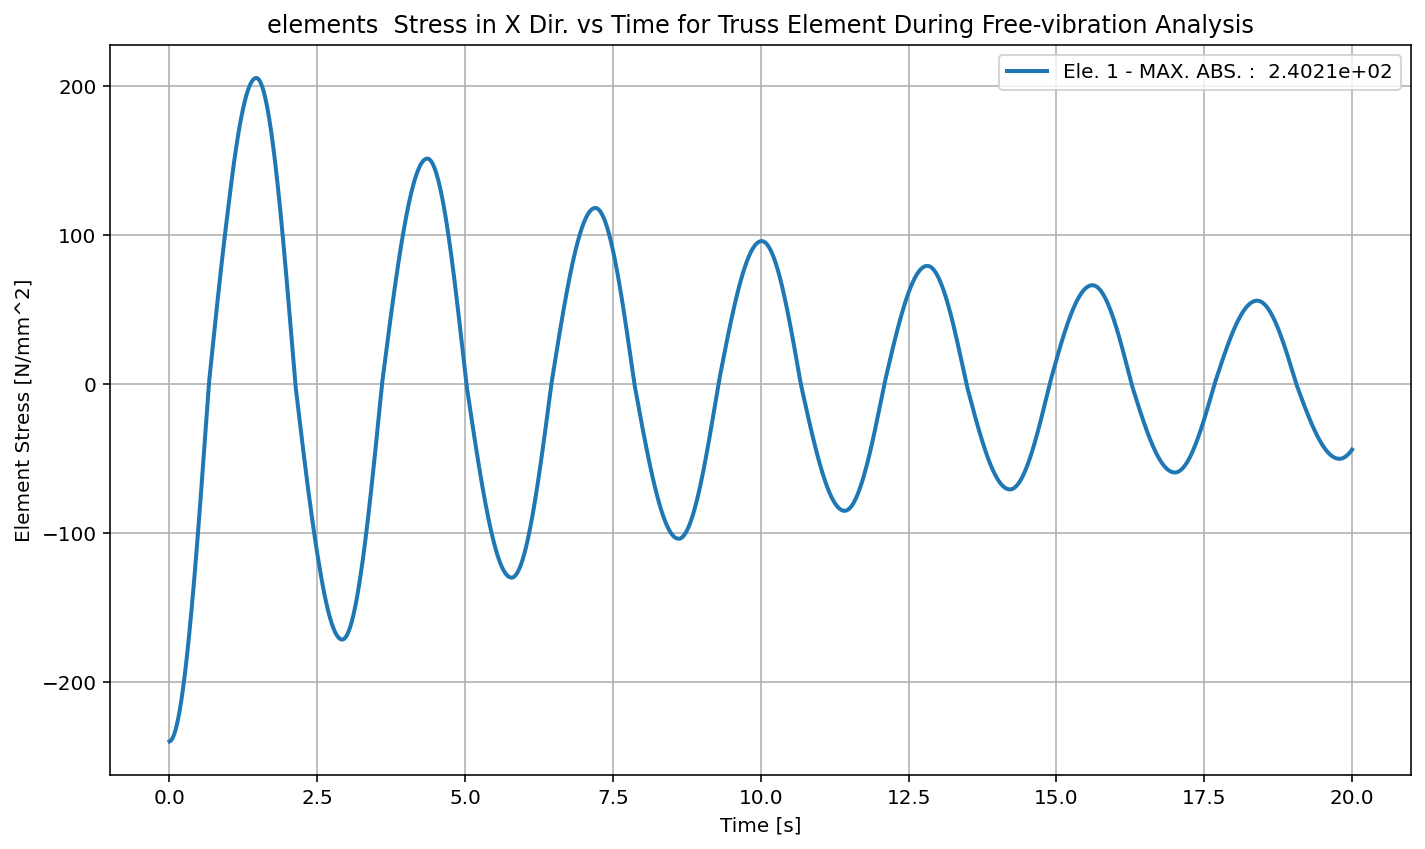 elements  Stress in X Dir. vs Time for Truss Element During Free-vibration Analysis
Ele. 1 - MAX. ABS. :  2.4021e+02
Element Stress [N/mm^2]
200
100
0
−100
−200
0.0 2.5 5.0 7.5 10.0 12.5 15.0 17.5 20.0
Time [s]